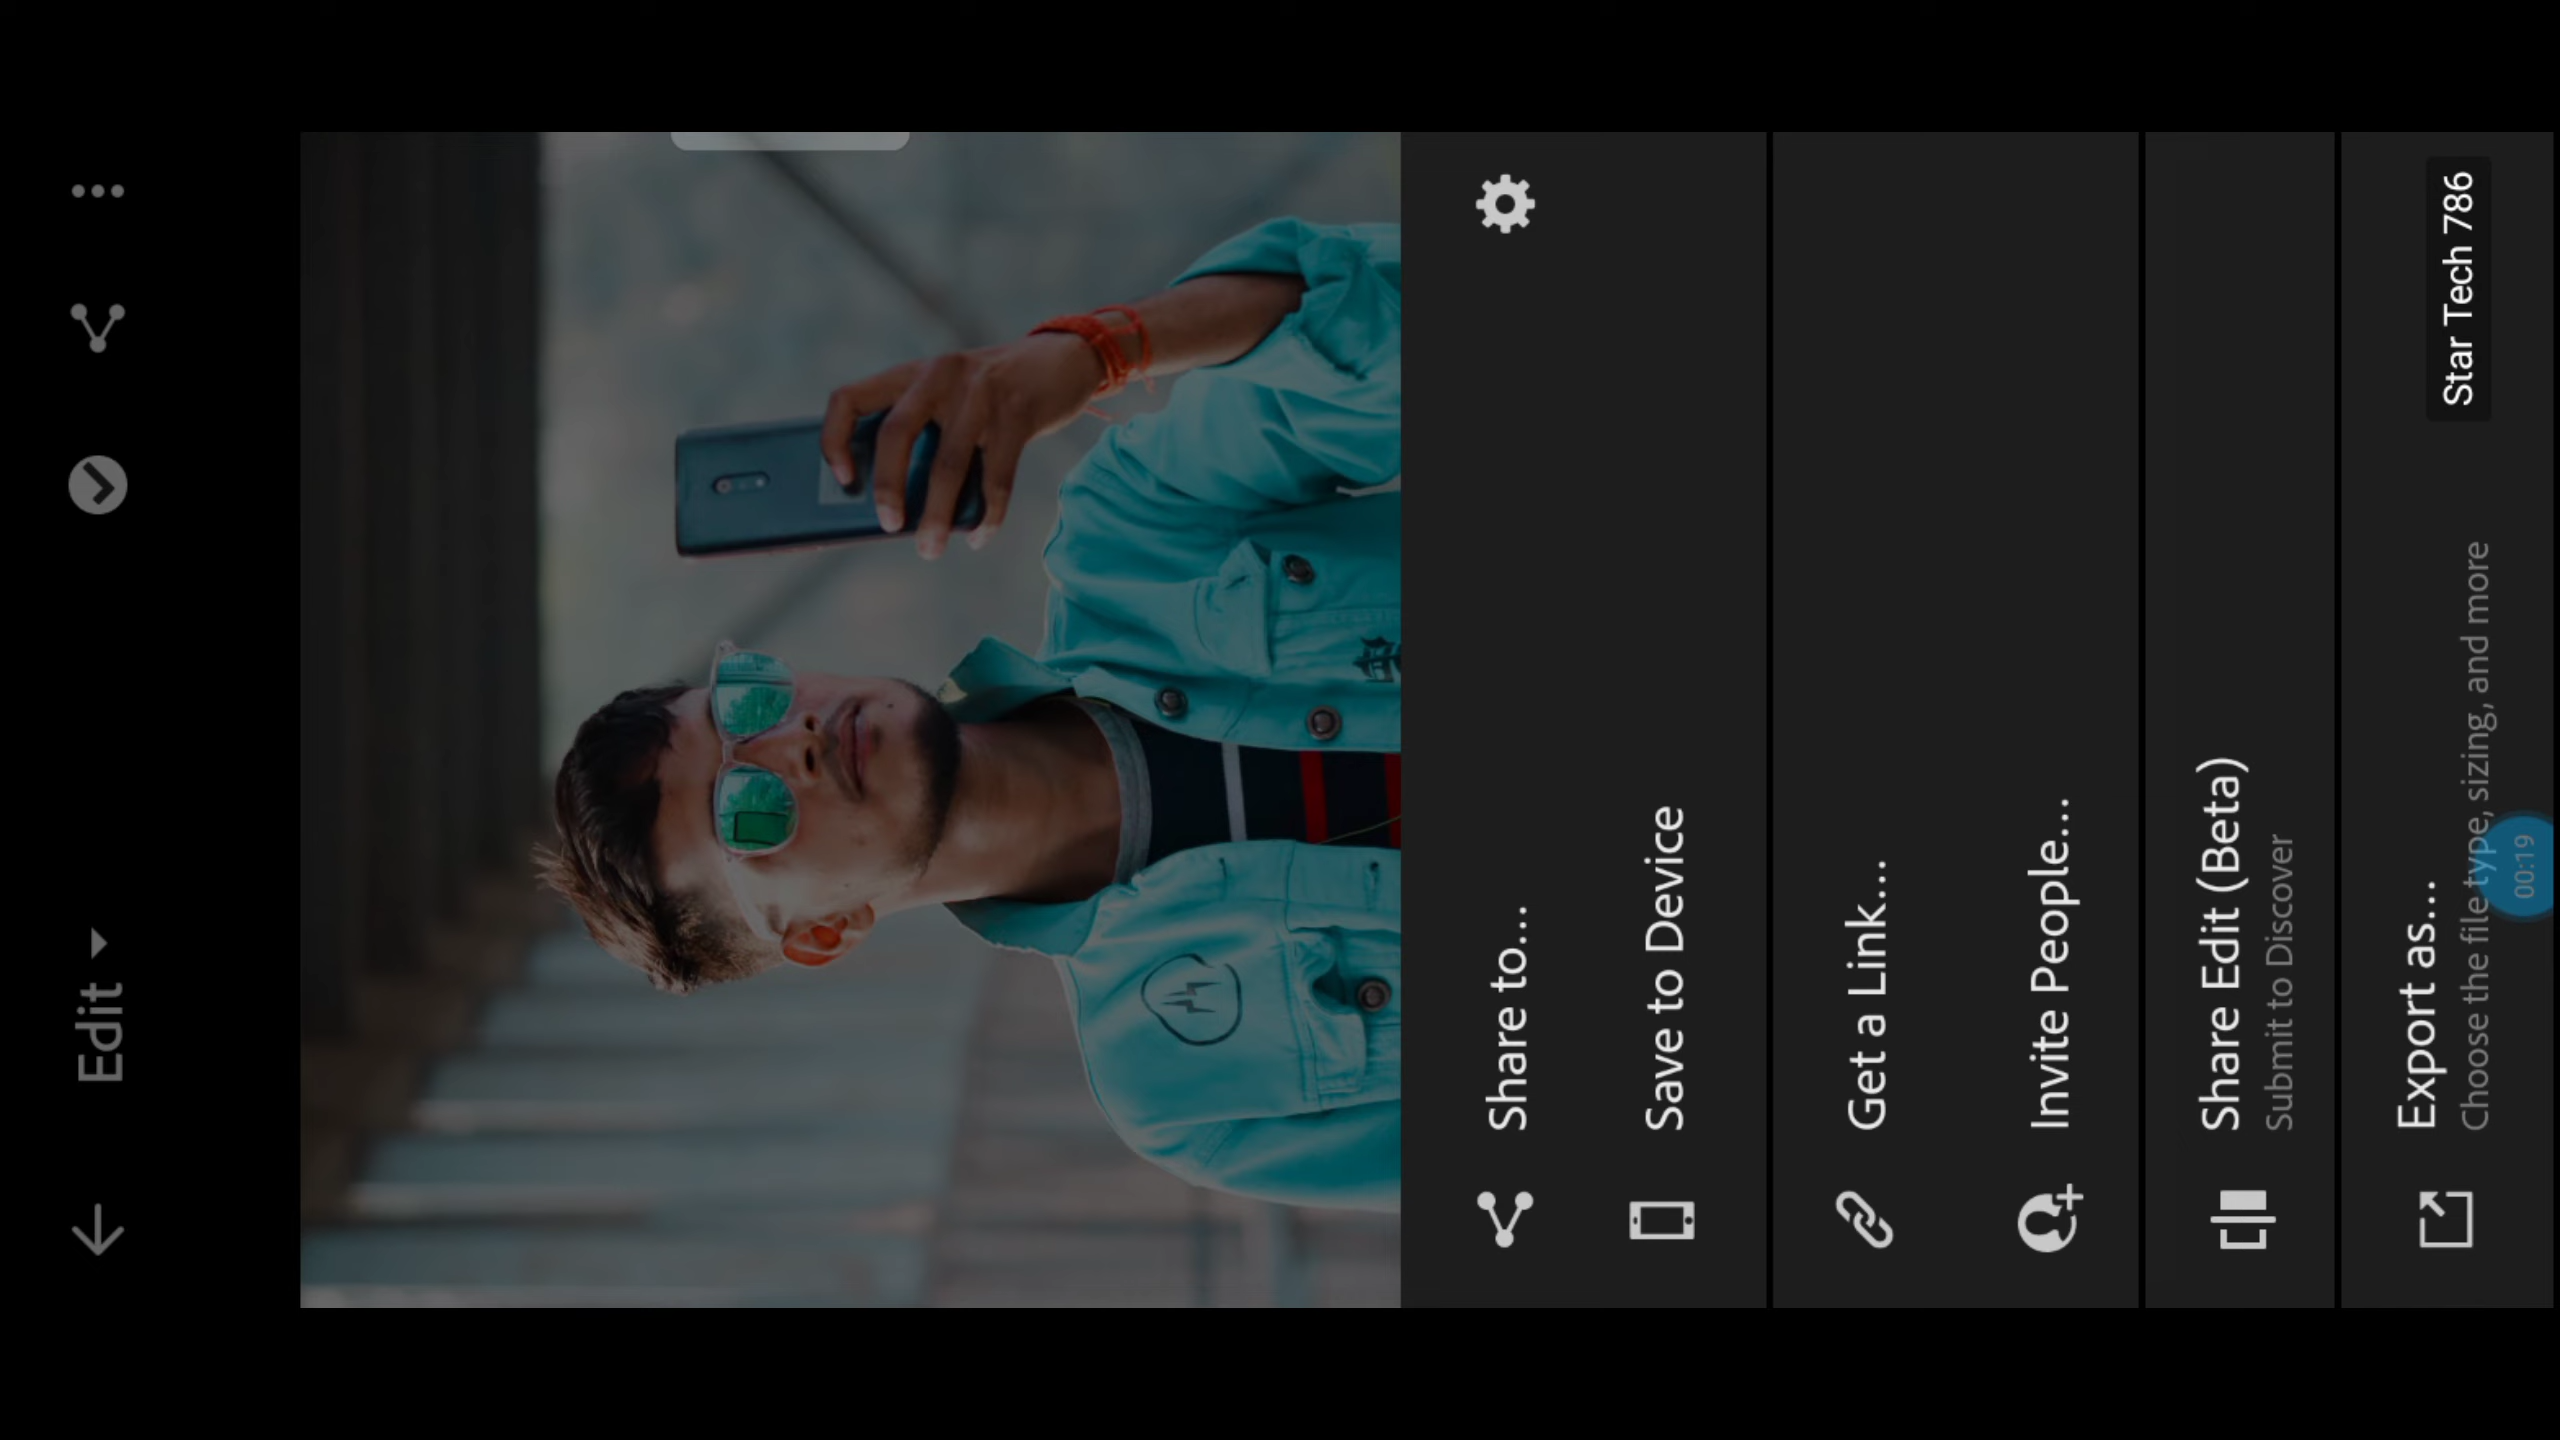 Edit
Share to...
Save to Device
Get a Link...
Invite People...
Share Edit (Beta)
Submit to Discover
Export as...
Choose the file type, sizing, and more
Star Tech 786
00:19